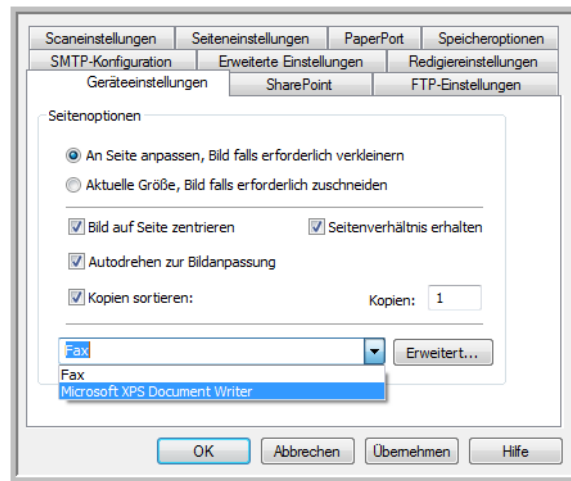 Scaneinstellungen Seiteneinstellungen PaperPort Speicheroptionen
SMTP-Konfiguration Erweiterte Einstellungen Redigiereinstellungen
Geräteeinstellungen SharePoint FTP-Einstellungen
Seitenoptionen
An Seite anpassen, Bild falls erforderlich verkleinern
Aktuelle Größe, Bild falls erforderlich zuschneiden
Bild auf Seite zentrieren Seitenverhältnis erhalten
Autodrehen zur Bildanpassung
Kopien sortieren: Kopien: 1
Fax Erweitert...
Fax
Microsoft XPS Document Writer
OK Abbrechen Übernehmen Hilfe